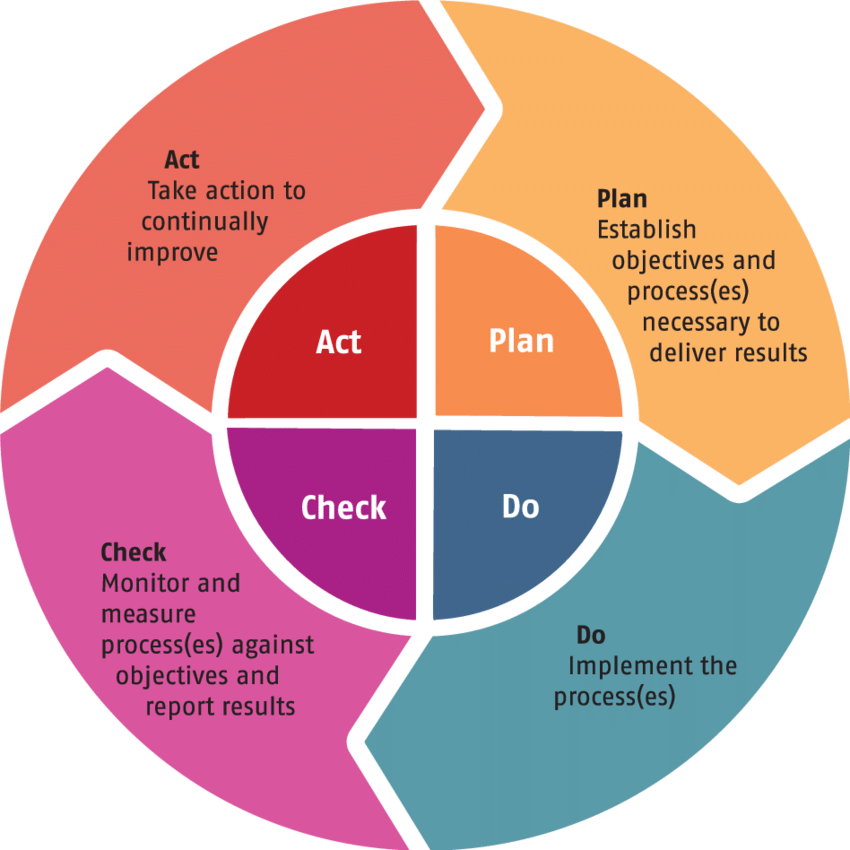 Act
Take action to
continually
improve
Plan
Establish
objectives and
process(es)
necessary to
deliver results
Act
Plan
Check
Do
Check
Monitor and
measure
process(es) against
objectives and
report results
Do
Implement the
process(es)